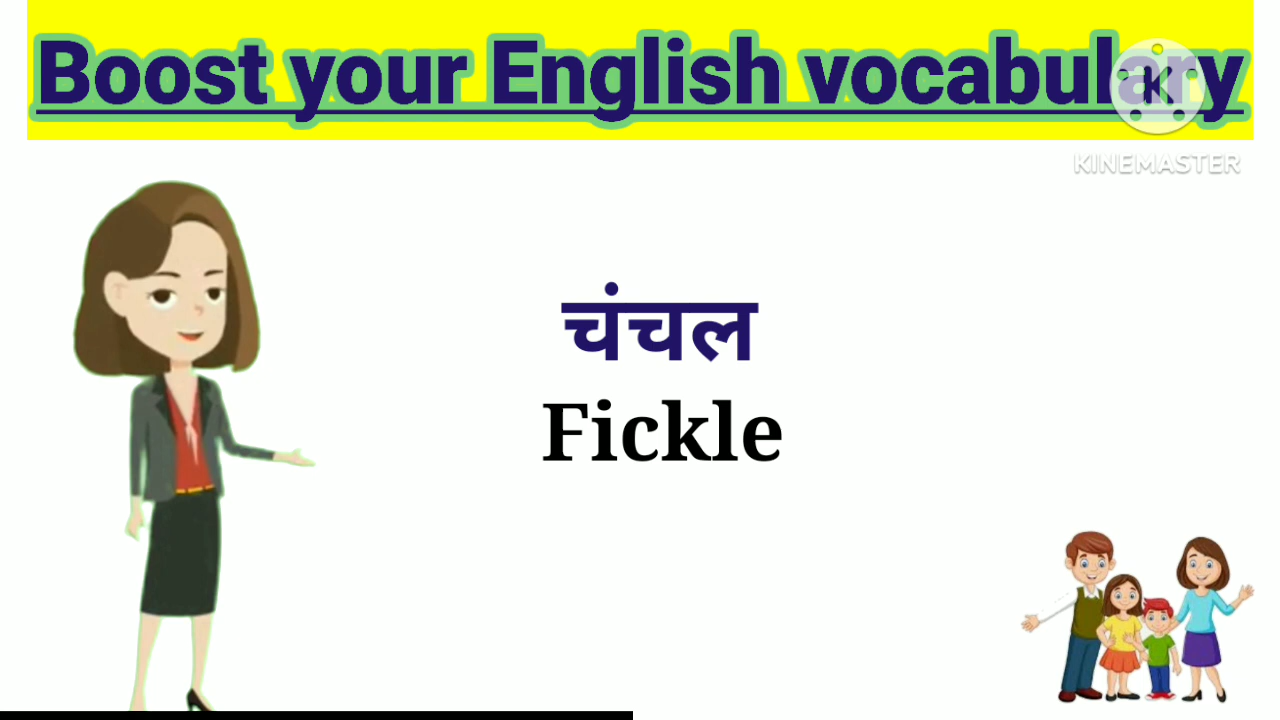 Boost your English vocabulary
K
KINEMASTER
चंचल
Fickle